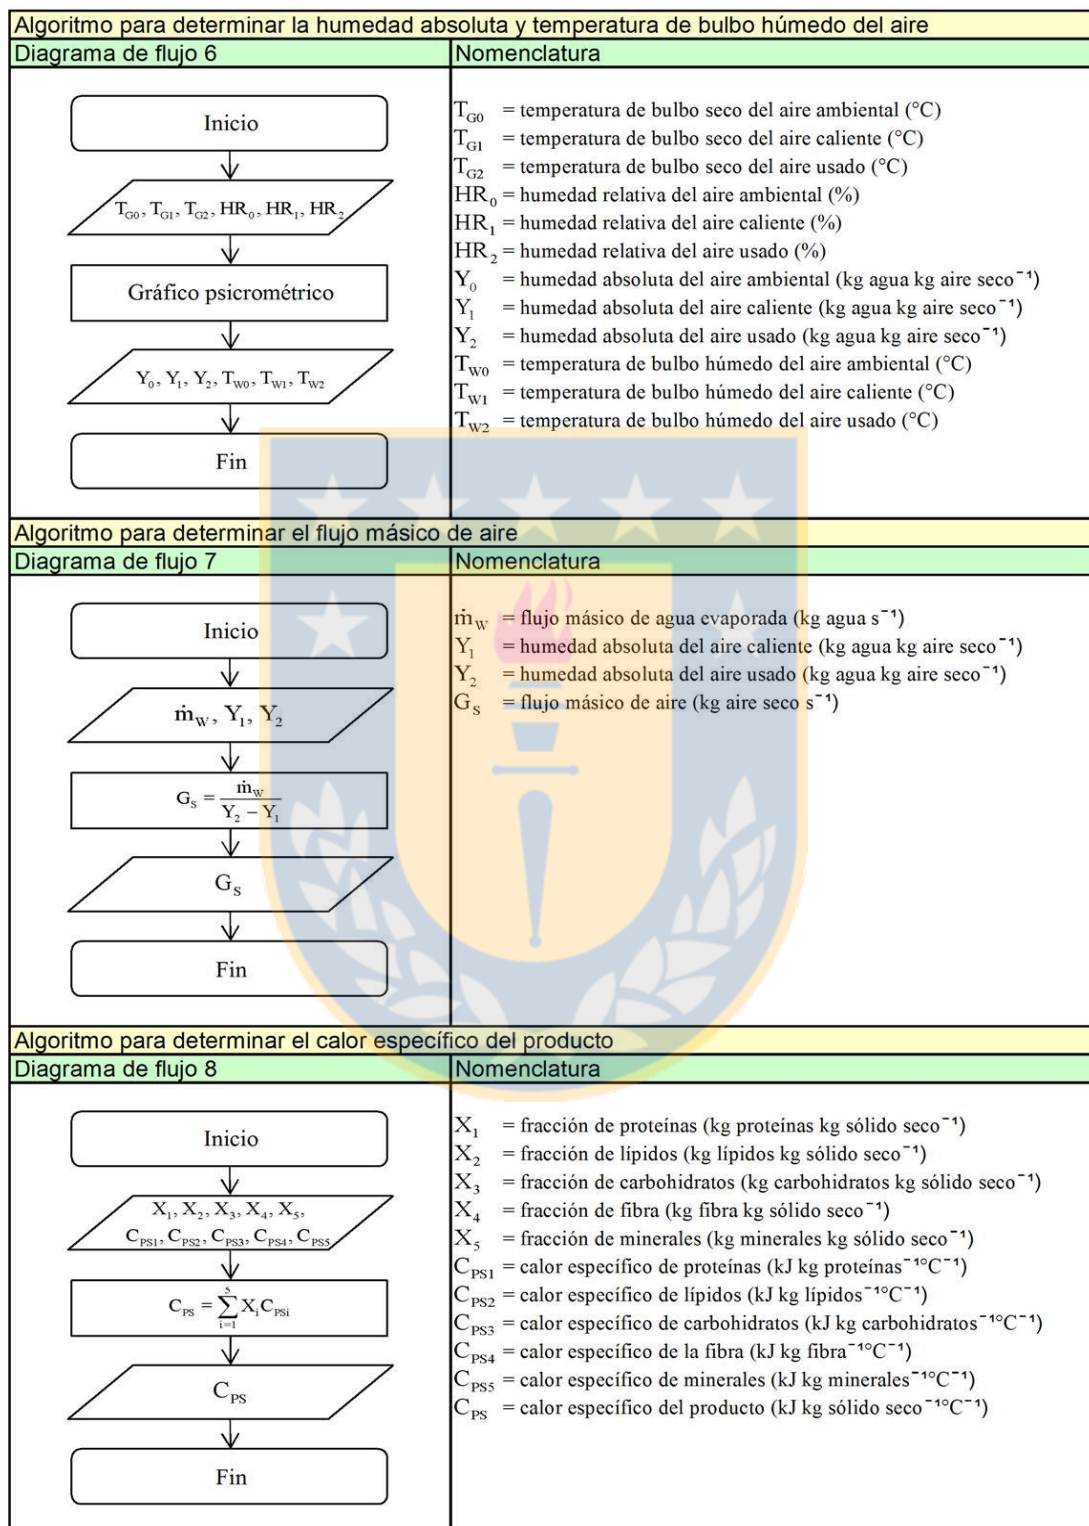 Algoritmo para determinar la humedad absoluta y temperatura de bulbo húmedo del aire
Diagrama de flujo 6
Nomenclatura
Inicio
T_G0, T_G1, T_G2, HR_0, HR_1, HR_2
Gráfico psicrométrico
Y_0, Y_1, Y_2, T_W0, T_W1, T_W2
Fin
T_G0 = temperatura de bulbo seco del aire ambiental (°C)
T_G1 = temperatura de bulbo seco del aire caliente (°C)
T_G2 = temperatura de bulbo seco del aire usado (°C)
HR_0 = humedad relativa del aire ambiental (%)
HR_1 = humedad relativa del aire caliente (%)
HR_2 = humedad relativa del aire usado (%)
Y_0 = humedad absoluta del aire ambiental (kg agua kg aire seco⁻¹)
Y_1 = humedad absoluta del aire caliente (kg agua kg aire seco⁻¹)
Y_2 = humedad absoluta del aire usado (kg agua kg aire seco⁻¹)
T_W0 = temperatura de bulbo húmedo del aire ambiental (°C)
T_W1 = temperatura de bulbo húmedo del aire caliente (°C)
T_W2 = temperatura de bulbo húmedo del aire usado (°C)
Algoritmo para determinar el flujo másico de aire
Diagrama de flujo 7
Nomenclatura
Inicio
ṁ_W, Y_1, Y_2
G_S = ṁ_W / (Y_2 − Y_1)
G_S
Fin
ṁ_W = flujo másico de agua evaporada (kg agua s⁻¹)
Y_1 = humedad absoluta del aire caliente (kg agua kg aire seco⁻¹)
Y_2 = humedad absoluta del aire usado (kg agua kg aire seco⁻¹)
G_S = flujo másico de aire (kg aire seco s⁻¹)
Algoritmo para determinar el calor específico del producto
Diagrama de flujo 8
Nomenclatura
Inicio
X_1, X_2, X_3, X_4, X_5,
C_PS1, C_PS2, C_PS3, C_PS4, C_PS5
C_PS = ∑_{i=1}^{5} X_i C_PSi
C_PS
Fin
X_1 = fracción de proteínas (kg proteínas kg sólido seco⁻¹)
X_2 = fracción de lípidos (kg lípidos kg sólido seco⁻¹)
X_3 = fracción de carbohidratos (kg carbohidratos kg sólido seco⁻¹)
X_4 = fracción de fibra (kg fibra kg sólido seco⁻¹)
X_5 = fracción de minerales (kg minerales kg sólido seco⁻¹)
C_PS1 = calor específico de proteínas (kJ kg proteínas⁻¹°C⁻¹)
C_PS2 = calor específico de lípidos (kJ kg lípidos⁻¹°C⁻¹)
C_PS3 = calor específico de carbohidratos (kJ kg carbohidratos⁻¹°C⁻¹)
C_PS4 = calor específico de la fibra (kJ kg fibra⁻¹°C⁻¹)
C_PS5 = calor específico de minerales (kJ kg minerales⁻¹°C⁻¹)
C_PS = calor específico del producto (kJ kg sólido seco⁻¹°C⁻¹)